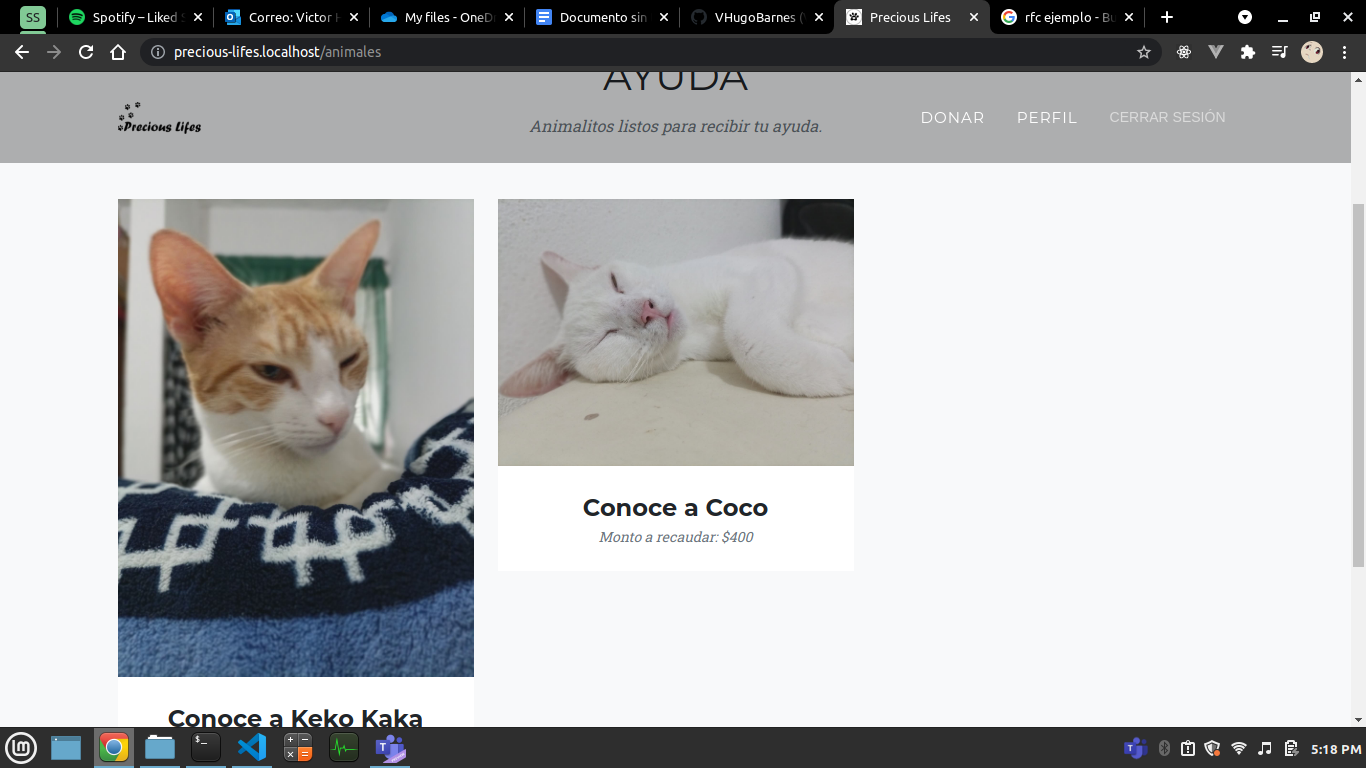 SS
Spotify – Liked S
Correo: Victor H
My files - OneDr
Documento sin
VHugoBarnes (V
Precious Lifes
rfc ejemplo - Bu
precious-lifes.localhost/animales
AYUDA
Precious Lifes
Animalitos listos para recibir tu ayuda.
DONAR
PERFIL
CERRAR SESIÓN
Conoce a Coco
Monto a recaudar: $400
Conoce a Keko Kaka
5:18 PM